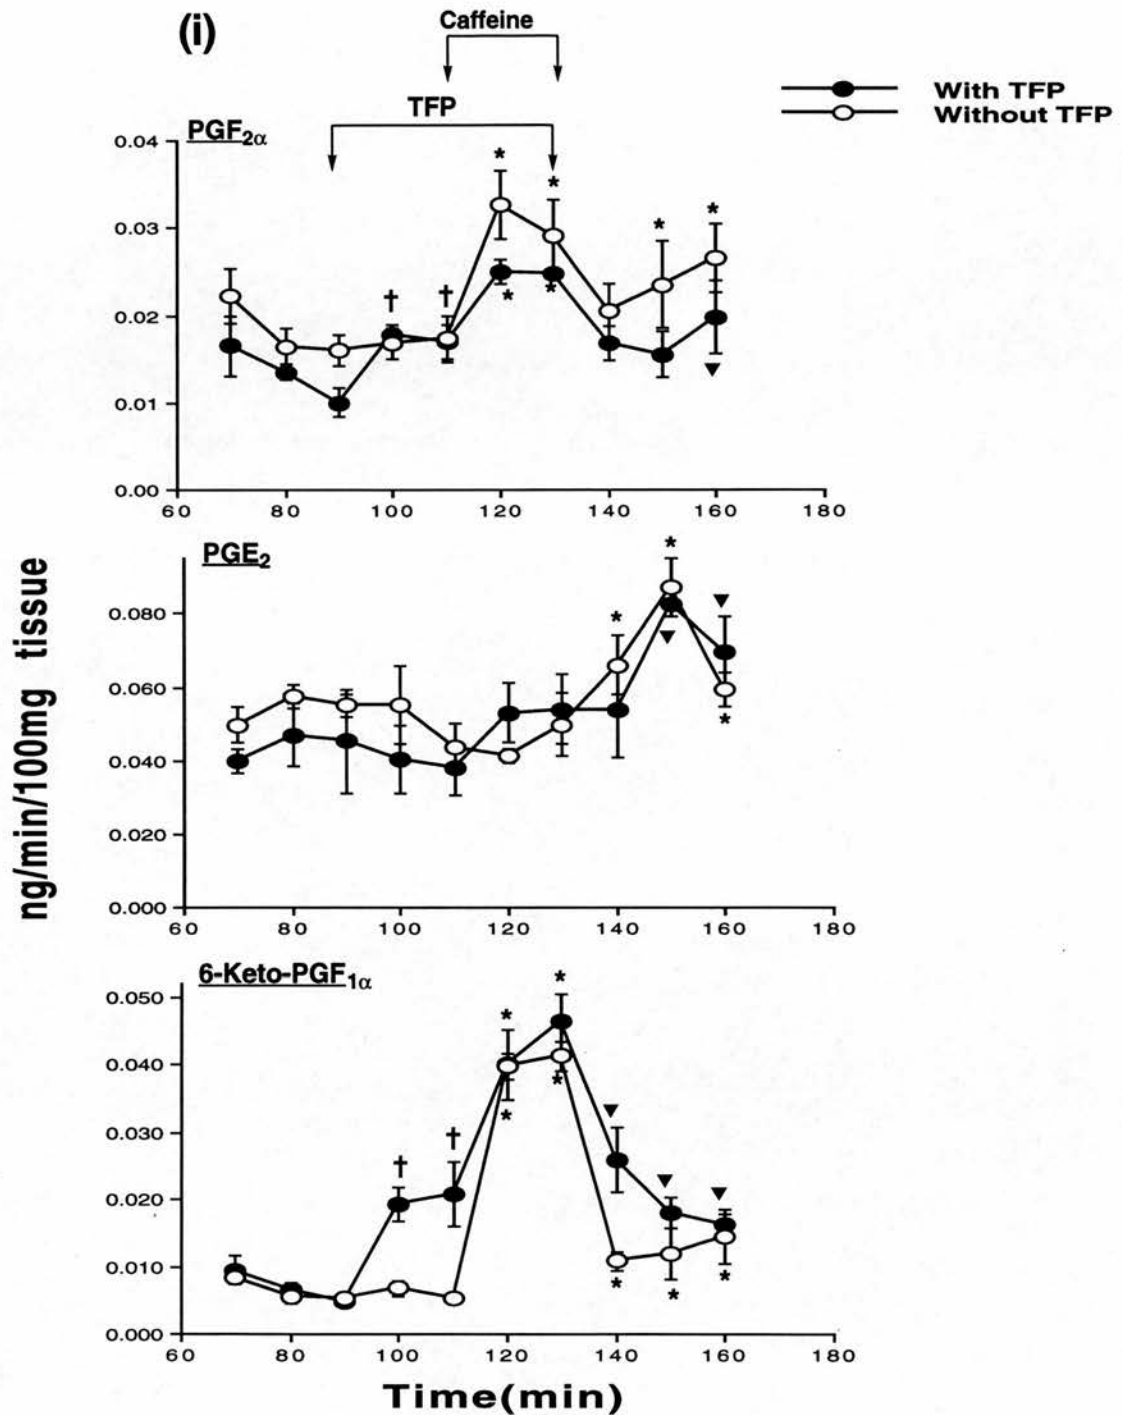 (i)
Caffeine
TFP
With TFP
Without TFP
PGF2α
0.04
0.03
0.02
0.01
0.00
* * * * * * † † ▼
60 80 100 120 140 160 180
PGE2
0.080
0.060
0.040
0.020
0.000
* * * ▼ ▼
60 80 100 120 140 160 180
6-Keto-PGF1α
0.050
0.040
0.030
0.020
0.010
0.000
* * * * † † ▼ ▼ ▼ * * *
60 80 100 120 140 160 180
Time(min)
ng/min/100mg tissue